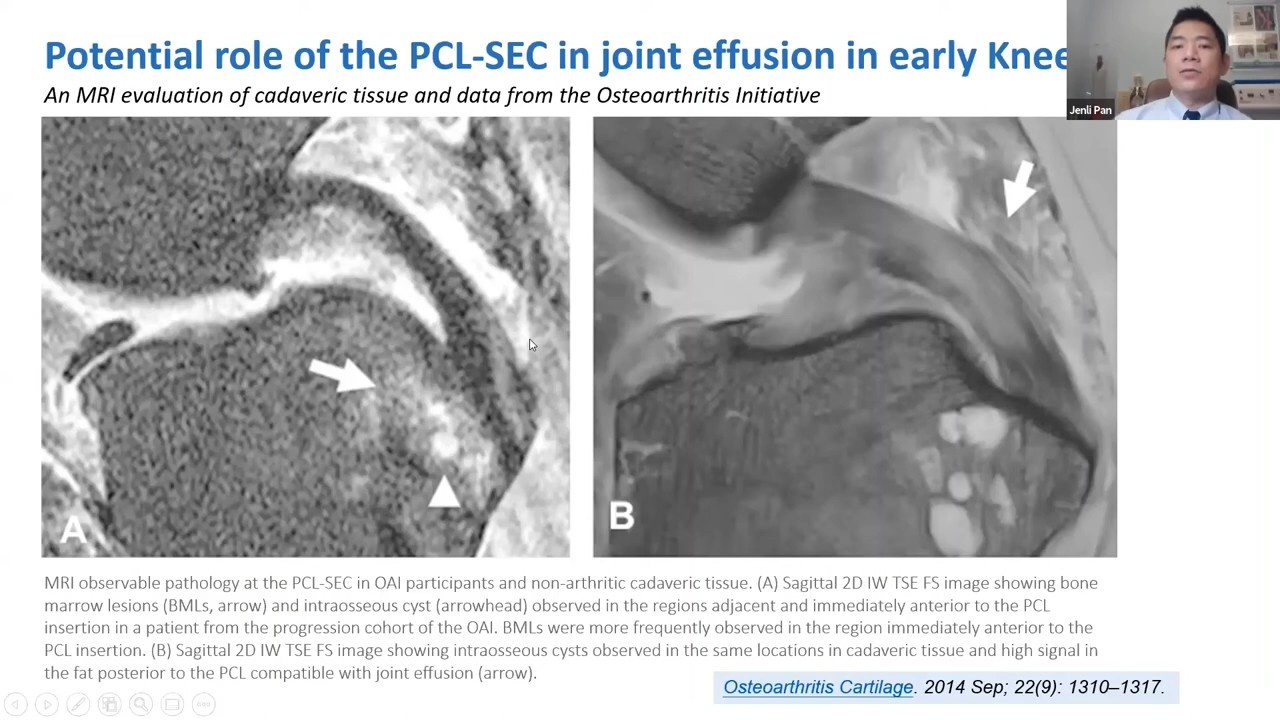 Potential role of the PCL-SEC in joint effusion in early Knee
An MRI evaluation of cadaveric tissue and data from the Osteoarthritis Initiative
Jenli Pan
A
B
MRI observable pathology at the PCL-SEC in OAI participants and non-arthritic cadaveric tissue. (A) Sagittal 2D IW TSE FS image showing bone
marrow lesions (BMLs, arrow) and intraosseous cyst (arrowhead) observed in the regions adjacent and immediately anterior to the PCL
insertion in a patient from the progression cohort of the OAI. BMLs were more frequently observed in the region immediately anterior to the
PCL insertion. (B) Sagittal 2D IW TSE FS image showing intraosseous cysts observed in the same locations in cadaveric tissue and high signal in
the fat posterior to the PCL compatible with joint effusion (arrow).
Osteoarthritis Cartilage. 2014 Sep; 22(9): 1310–1317.